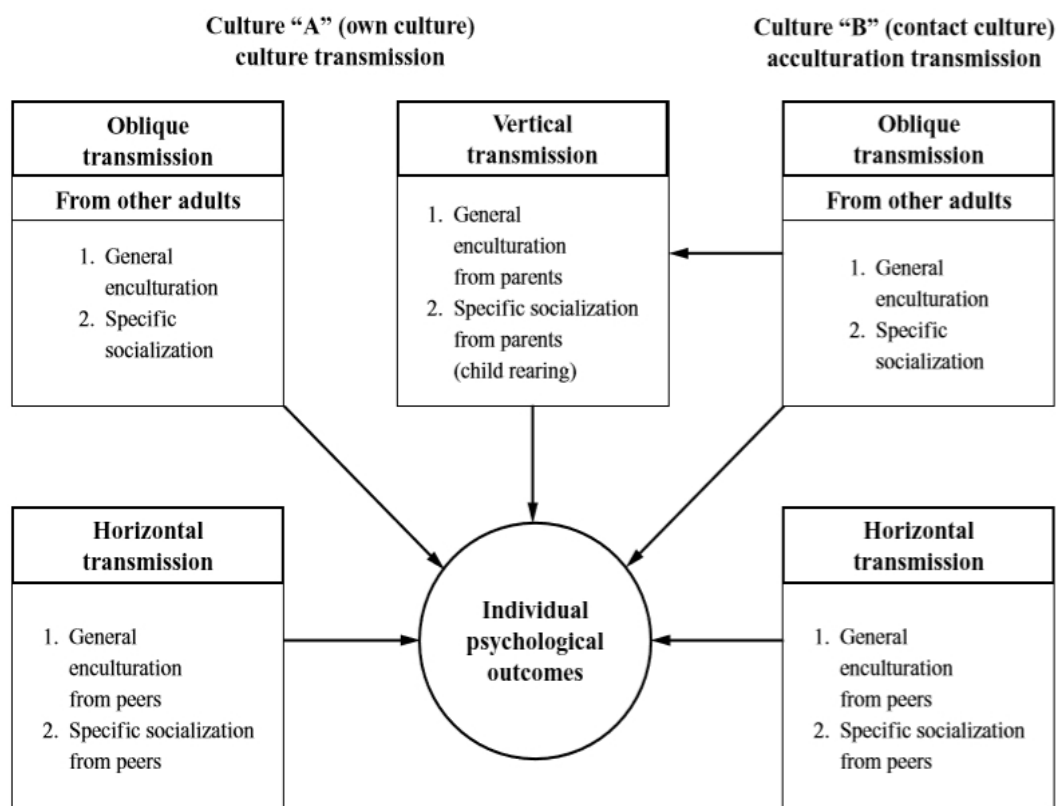 Culture “A” (own culture)
culture transmission
Culture “B” (contact culture)
acculturation transmission
Oblique
transmission
From other adults
1. General
enculturation
2. Specific
socialization
Vertical
transmission
1. General
enculturation
from parents
2. Specific socialization
from parents
(child rearing)
Oblique
transmission
From other adults
1. General
enculturation
2. Specific
socialization
Horizontal
transmission
1. General
enculturation
from peers
2. Specific socialization
from peers
Individual
psychological
outcomes
Horizontal
transmission
1. General
enculturation
from peers
2. Specific socialization
from peers